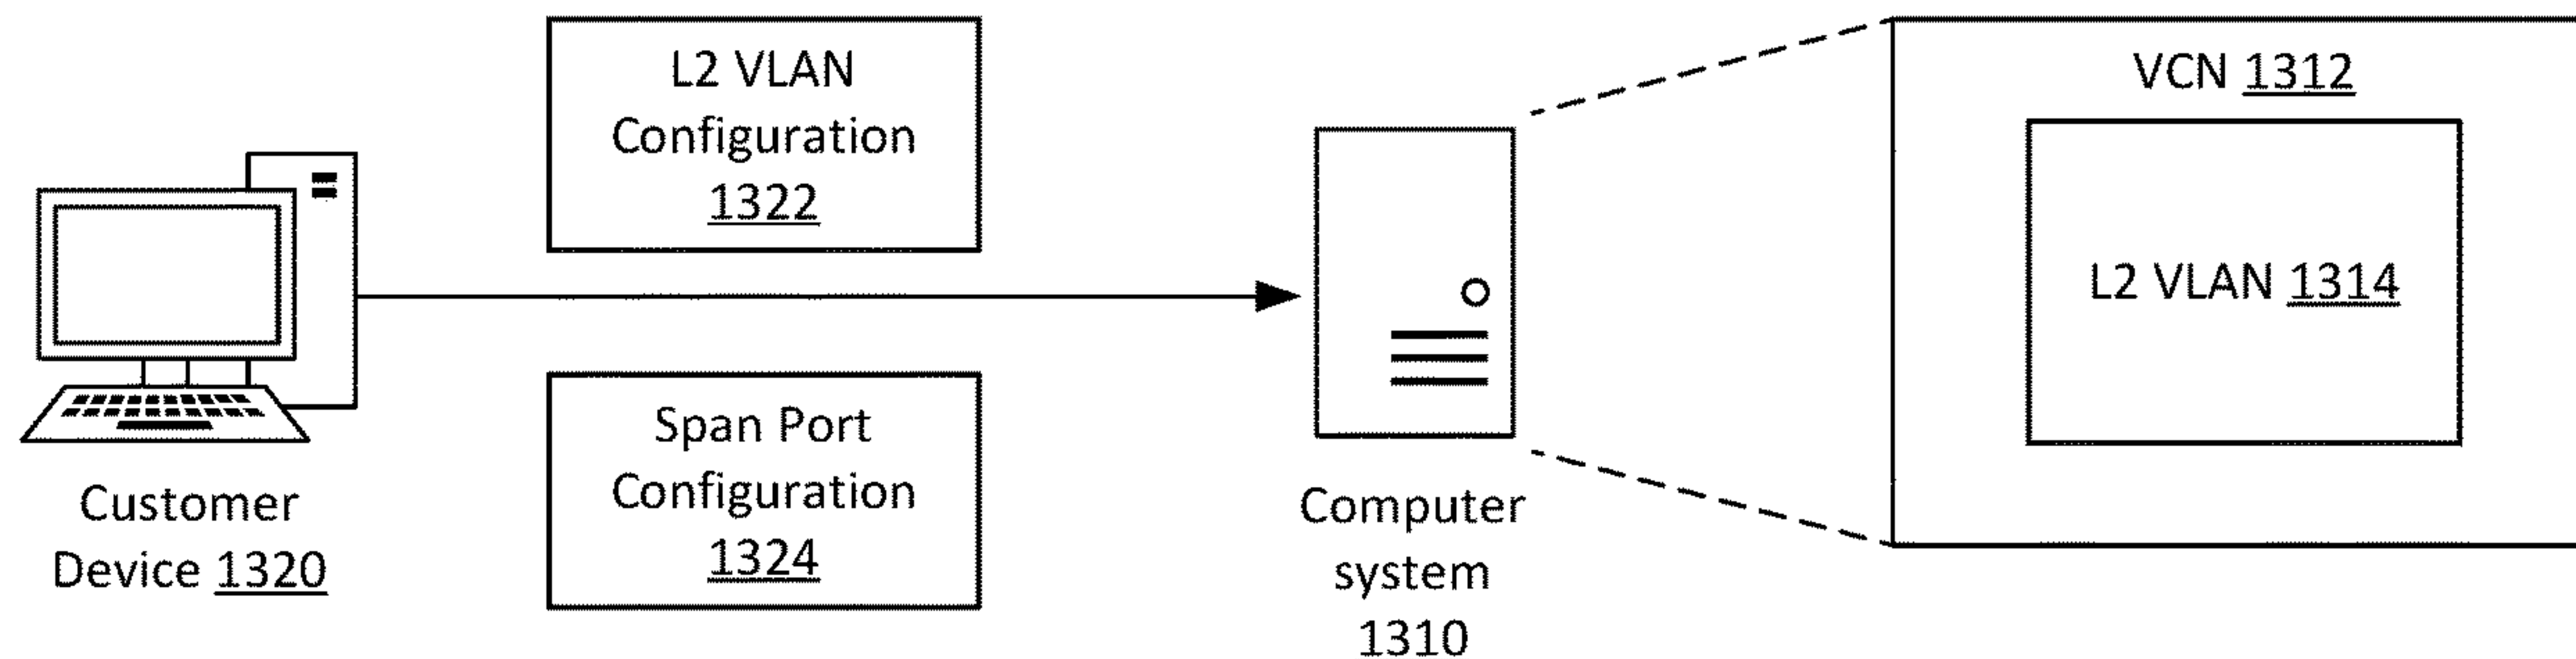 L2 VLAN
Configuration
1322
Span Port
Configuration
1324
Customer
Device 1320
Computer
system
1310
VCN 1312
L2 VLAN 1314